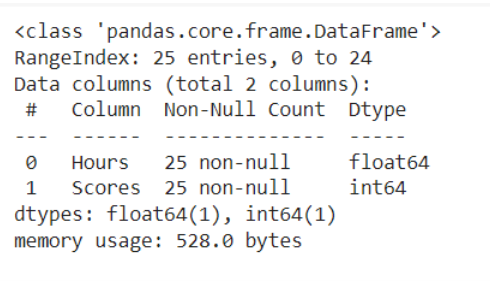 <class 'pandas.core.frame.DataFrame'>
RangeIndex: 25 entries, 0 to 24
Data columns (total 2 columns):
 #   Column  Non-Null Count  Dtype
---  ------  --------------  -----
 0   Hours   25 non-null     float64
 1   Scores  25 non-null     int64
dtypes: float64(1), int64(1)
memory usage: 528.0 bytes